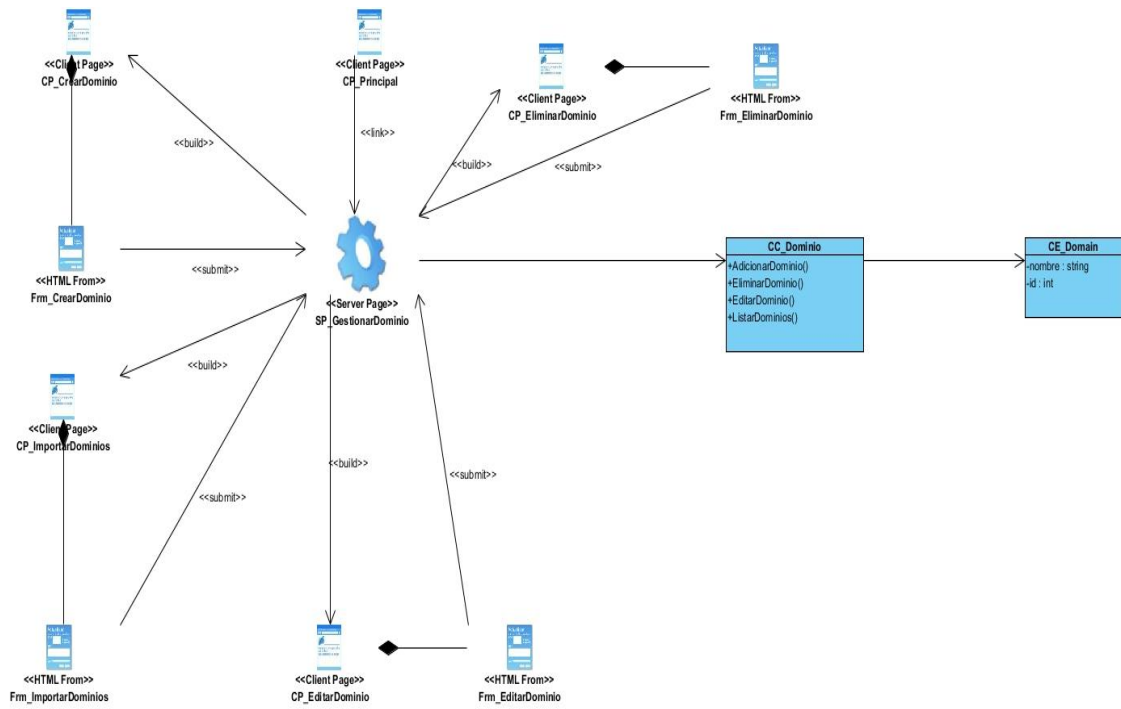 <<Client Page>>
CP_CrearDominio
<<Client Page>>
CP_Principal
<<Client Page>>
CP_EliminarDominio
<<HTML From>>
Frm_EliminarDominio
<<build>>
<<link>>
<<build>>
<<submit>>
<<HTML From>>
Frm_CrearDominio
<<submit>>
<<Server Page>>
SP_GestionarDominio
CC_Dominio
+AdicionarDominio()
+EliminarDominio()
+EditarDominio()
+ListarDominios()
CE_Domain
-nombre : string
-id : int
<<build>>
<<Client Page>>
CP_ImportarDominios
<<submit>>
<<build>>
<<submit>>
<<HTML From>>
Frm_ImportarDominios
<<Client Page>>
CP_EditarDominio
<<HTML From>>
Frm_EditarDominio